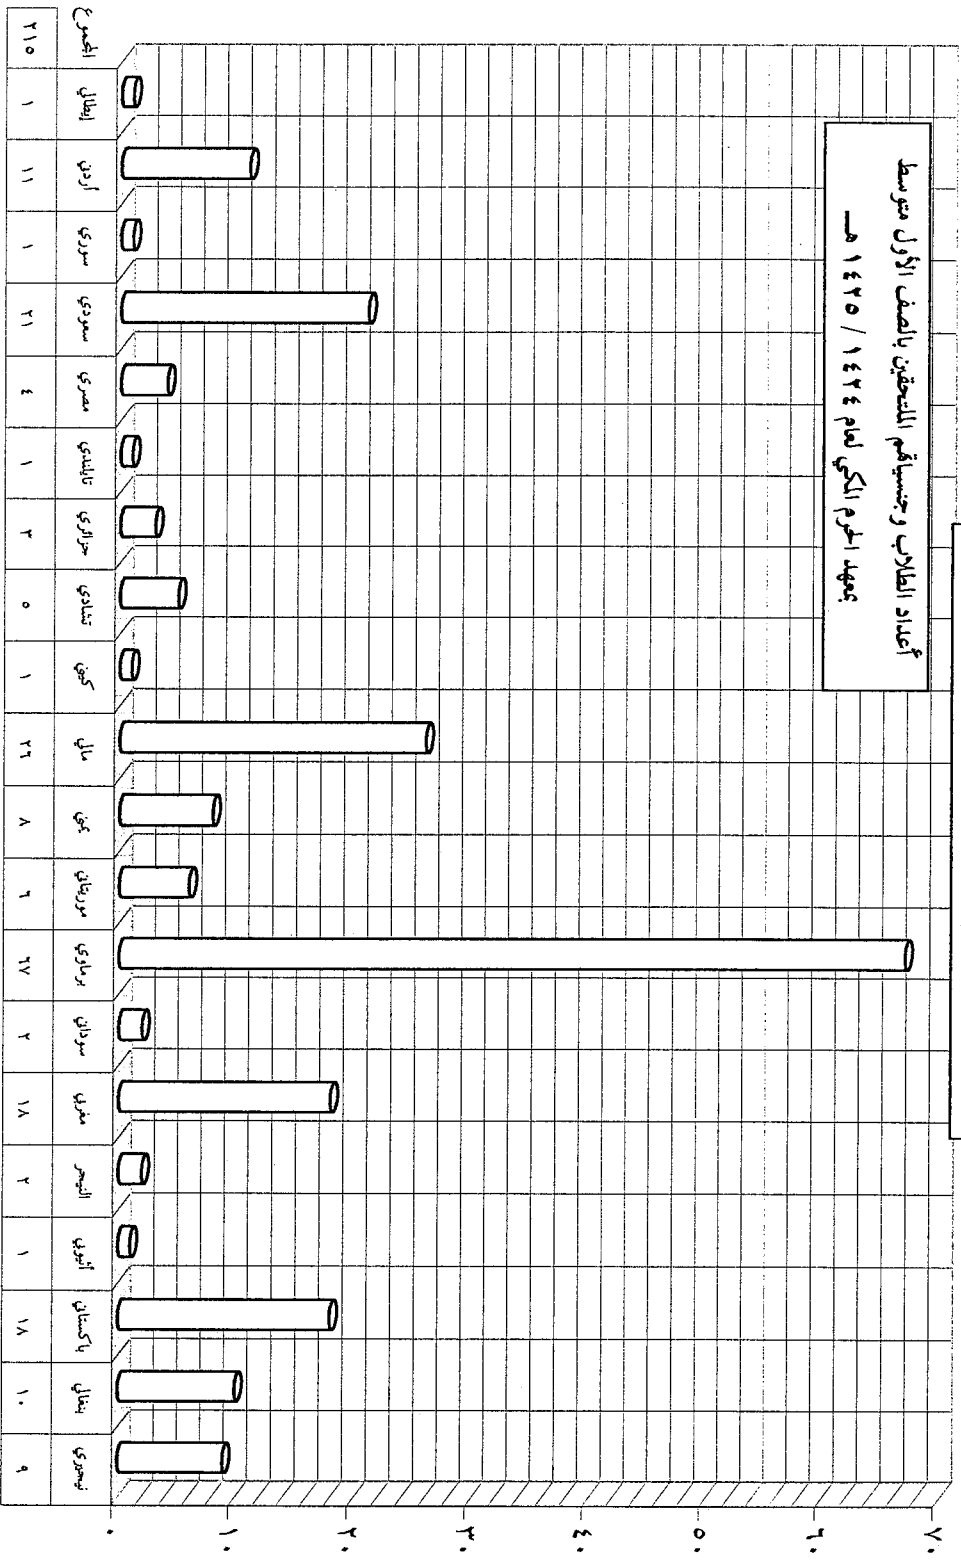 أعداد الطلاب وجنسياتهم الملتحقين بالصف الأول متوسط
بمعهد الحرم المكي لعام ١٤٢٤ / ١٤٢٥ هـ
٧٠
٦٠
٥٠
٤٠
٣٠
٢٠
١٠
٠
المجموع إيطالي أردني سوري سعودي مصري تايلندي جزائري تشادي كيني مالي غني موريتاني برماوي سوداني مغربي النيجر أثيوبي باكستاني بنغالي نيجيري
٢١٥ ١ ١١ ١ ٢١ ٤ ١ ٣ ٥ ١ ٢٦ ٨ ٦ ٦٧ ٢ ١٨ ٢ ١ ١٨ ١٠ ٩